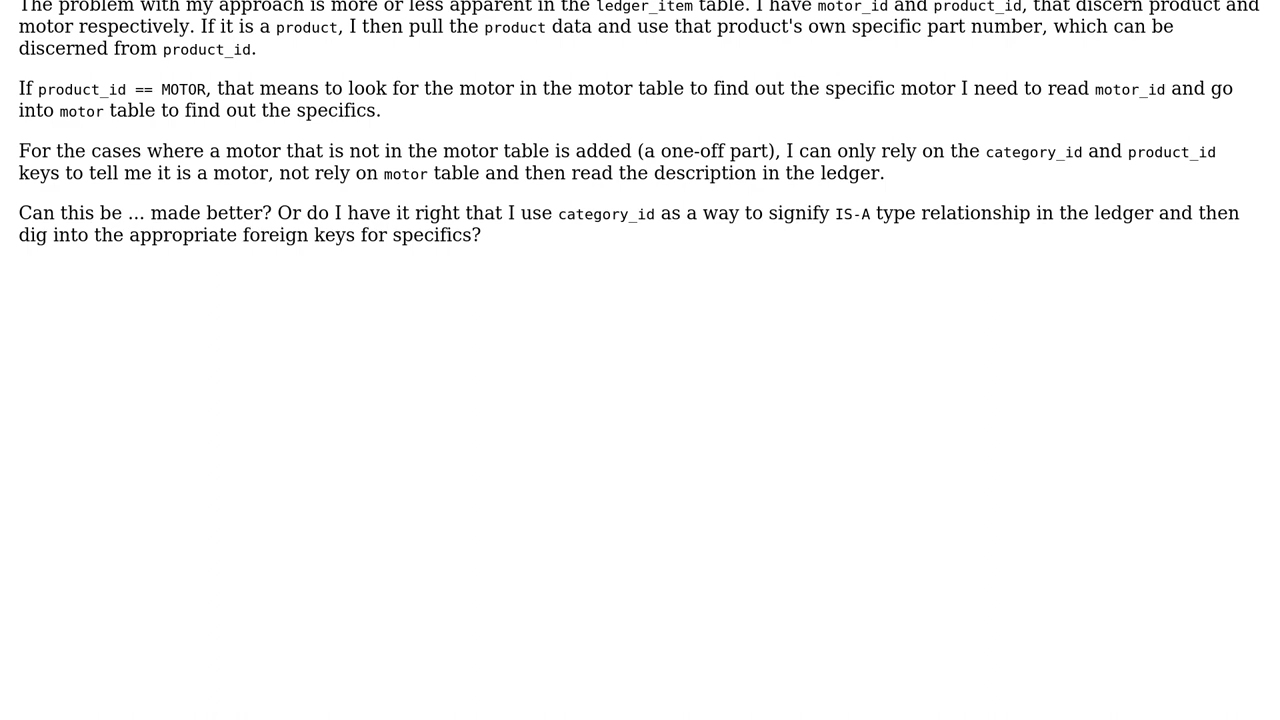 The problem with my approach is more or less apparent in the ledger_item table. I have motor_id and product_id, that discern product and
motor respectively. If it is a product, I then pull the product data and use that product's own specific part number, which can be
discerned from product_id.
If product_id == MOTOR, that means to look for the motor in the motor table to find out the specific motor I need to read motor_id and go
into motor table to find out the specifics.
For the cases where a motor that is not in the motor table is added (a one-off part), I can only rely on the category_id and product_id
keys to tell me it is a motor, not rely on motor table and then read the description in the ledger.
Can this be ... made better? Or do I have it right that I use category_id as a way to signify IS-A type relationship in the ledger and then
dig into the appropriate foreign keys for specifics?